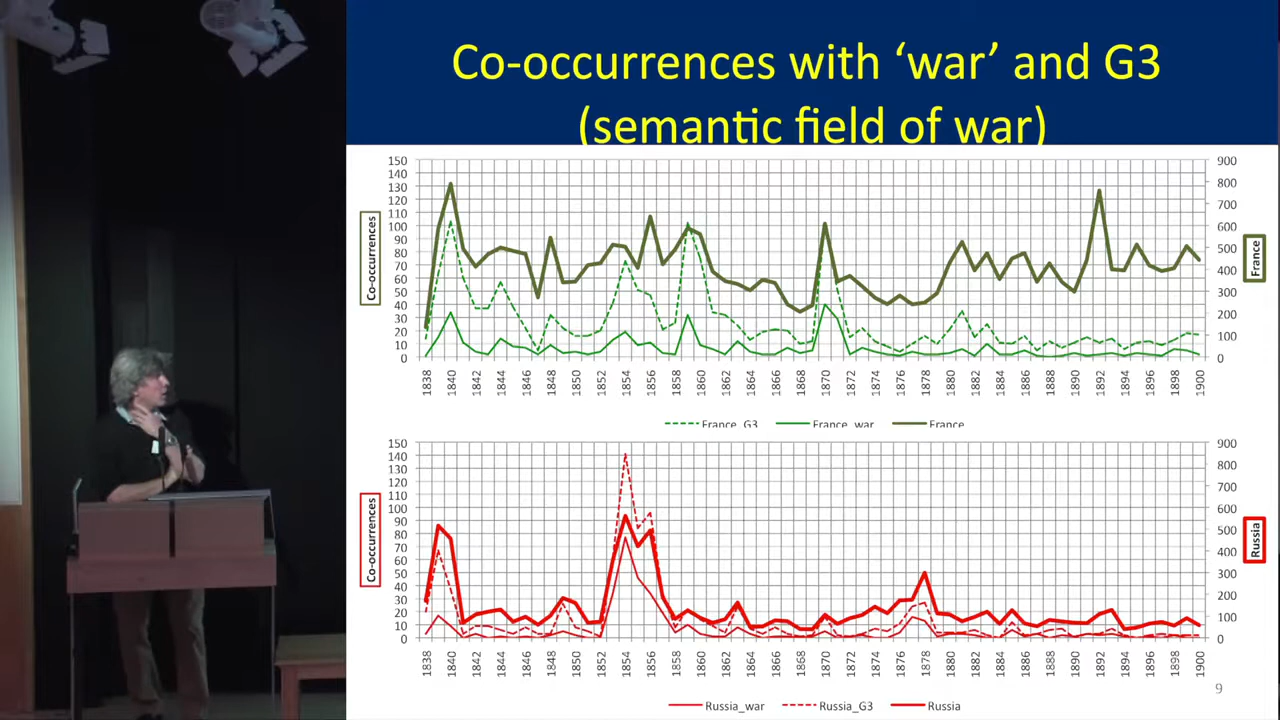 Co-occurrences with ‘war’ and G3
(semantic field of war)
150 140 130 120 110 100 90 80 70 60 50 40 30 20 10 0
Co-occurrences
900 800 700 600 500 400 300 200 100 0
France
1838 1840 1842 1844 1846 1848 1850 1852 1854 1856 1858 1860 1862 1864 1866 1868 1870 1872 1874 1876 1878 1880 1882 1884 1886 1888 1890 1892 1894 1896 1898 1900
France_G3 France_war France
150 140 130 120 110 100 90 80 70 60 50 40 30 20 10 0
Co-occurrences
900 800 700 600 500 400 300 200 100 0
Russia
1838 1840 1842 1844 1846 1848 1850 1852 1854 1856 1858 1860 1862 1864 1866 1868 1870 1872 1874 1876 1878 1880 1882 1884 1886 1888 1890 1892 1894 1896 1898 1900
Russia_war Russia_G3 Russia
9